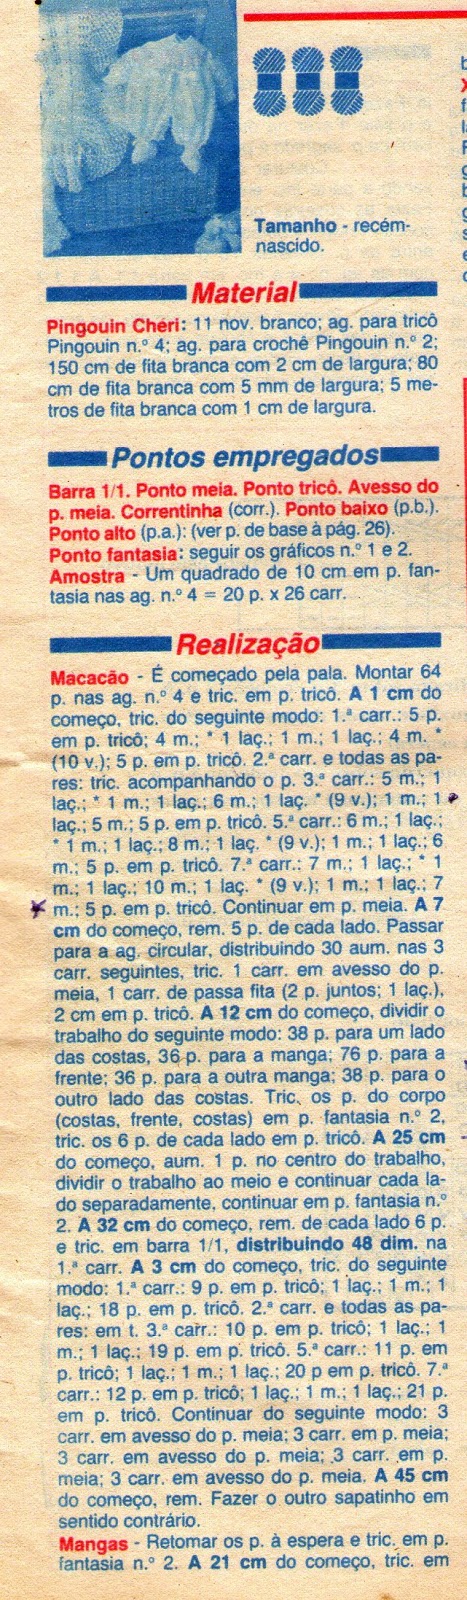 Tamanho - recém-
nascido.
Material
Pingouin Chéri: 11 nov. branco; ag. para tricô
Pingouin n.º 4; ag. para crochê Pingouin n.º 2;
150 cm de fita branca com 2 cm de largura; 80
cm de fita branca com 5 mm de largura; 5 me-
tros de fita branca com 1 cm de largura.
Pontos empregados
Barra 1/1. Ponto meia. Ponto tricô. Avesso do
p. meia. Correntinha (corr.). Ponto baixo (p.b.).
Ponto alto (p.a.): (ver p. de base à pág. 26).
Ponto fantasia: seguir os gráficos n.º 1 e 2.
Amostra - Um quadrado de 10 cm em p. fan-
tasia nas ag. n.º 4 = 20 p. x 26 carr.
Realização
Macacão - É começado pela pala. Montar 64
p. nas ag. n.º 4 e tric. em p. tricô. A 1 cm do
começo, tric. do seguinte modo: 1.ª carr.: 5 p.
em p. tricô; 4 m.; * 1 laç.; 1 m.; 1 laç.; 4 m. *
(10 v.); 5 p. em p. tricô. 2.ª carr. e todas as pa-
res: tric. acompanhando o p. 3.ª carr.: 5 m.; 1
laç.; * 1 m.; 1 laç.; 6 m.; 1 laç. * (9 v.); 1 m.; 1
laç.; 5 m.; 5 p. em p. tricô. 5.ª carr.: 6 m.; 1 laç.;
* 1 m.; 1 laç.; 8 m.; 1 laç. * (9 v.); 1 m.; 1 laç.; 6
m.; 5 p. em p. tricô. 7.ª carr.: 7 m.; 1 laç.; * 1
m.; 1 laç.; 10 m.; 1 laç. * (9 v.); 1 m.; 1 laç.; 7
m.; 5 p. em p. tricô. Continuar em p. meia. A 7
cm do começo, rem. 5 p. de cada lado. Passar
para a ag. circular, distribuindo 30 aum. nas 3
carr. seguintes, tric. 1 carr. em avesso do p.
meia, 1 carr. de passa fita (2 p. juntos; 1 laç.),
2 cm em p. tricô. A 12 cm do começo, dividir o
trabalho do seguinte modo: 38 p. para um lado
das costas, 36 p. para a manga; 76 p. para a
frente; 36 p. para a outra manga; 38 p. para o
outro lado das costas. Tric. os p. do corpo
(costas, frente, costas) em p. fantasia n.º 2,
tric. os 6 p. de cada lado em p. tricô. A 25 cm
do começo, aum. 1 p. no centro do trabalho,
dividir o trabalho ao meio e continuar cada la-
do separadamente, continuar em p. fantasia n.º
2. A 32 cm do começo, rem. de cada lado 6 p.
e tric. em barra 1/1, distribuindo 48 dim. na
1.ª carr. A 3 cm do começo, tric. do seguinte
modo: 1.ª carr.: 9 p. em p. tricô; 1 laç.; 1 m.; 1
laç.; 18 p. em p. tricô. 2.ª carr. e todas as pa-
res: em t. 3.ª carr.: 10 p. em p. tricô; 1 laç.; 1
m.; 1 laç.; 19 p. em p. tricô. 5.ª carr.: 11 p. em
p. tricô; 1 laç.; 1 m.; 1 laç.; 20 p em p. tricô. 7.ª
carr.: 12 p. em p. tricô; 1 laç.; 1 m.; 1 laç.; 21 p.
em p. tricô. Continuar do seguinte modo: 3
carr. em avesso do p. meia; 3 carr. em p. meia;
3 carr. em avesso do p. meia; 3 carr. em p.
meia; 3 carr. em avesso do p. meia. A 45 cm
do começo, rem. Fazer o outro sapatinho em
sentido contrário.
Mangas - Retomar os p. à espera e tric. em p.
fantasia n.º 2. A 21 cm do começo, tric. em